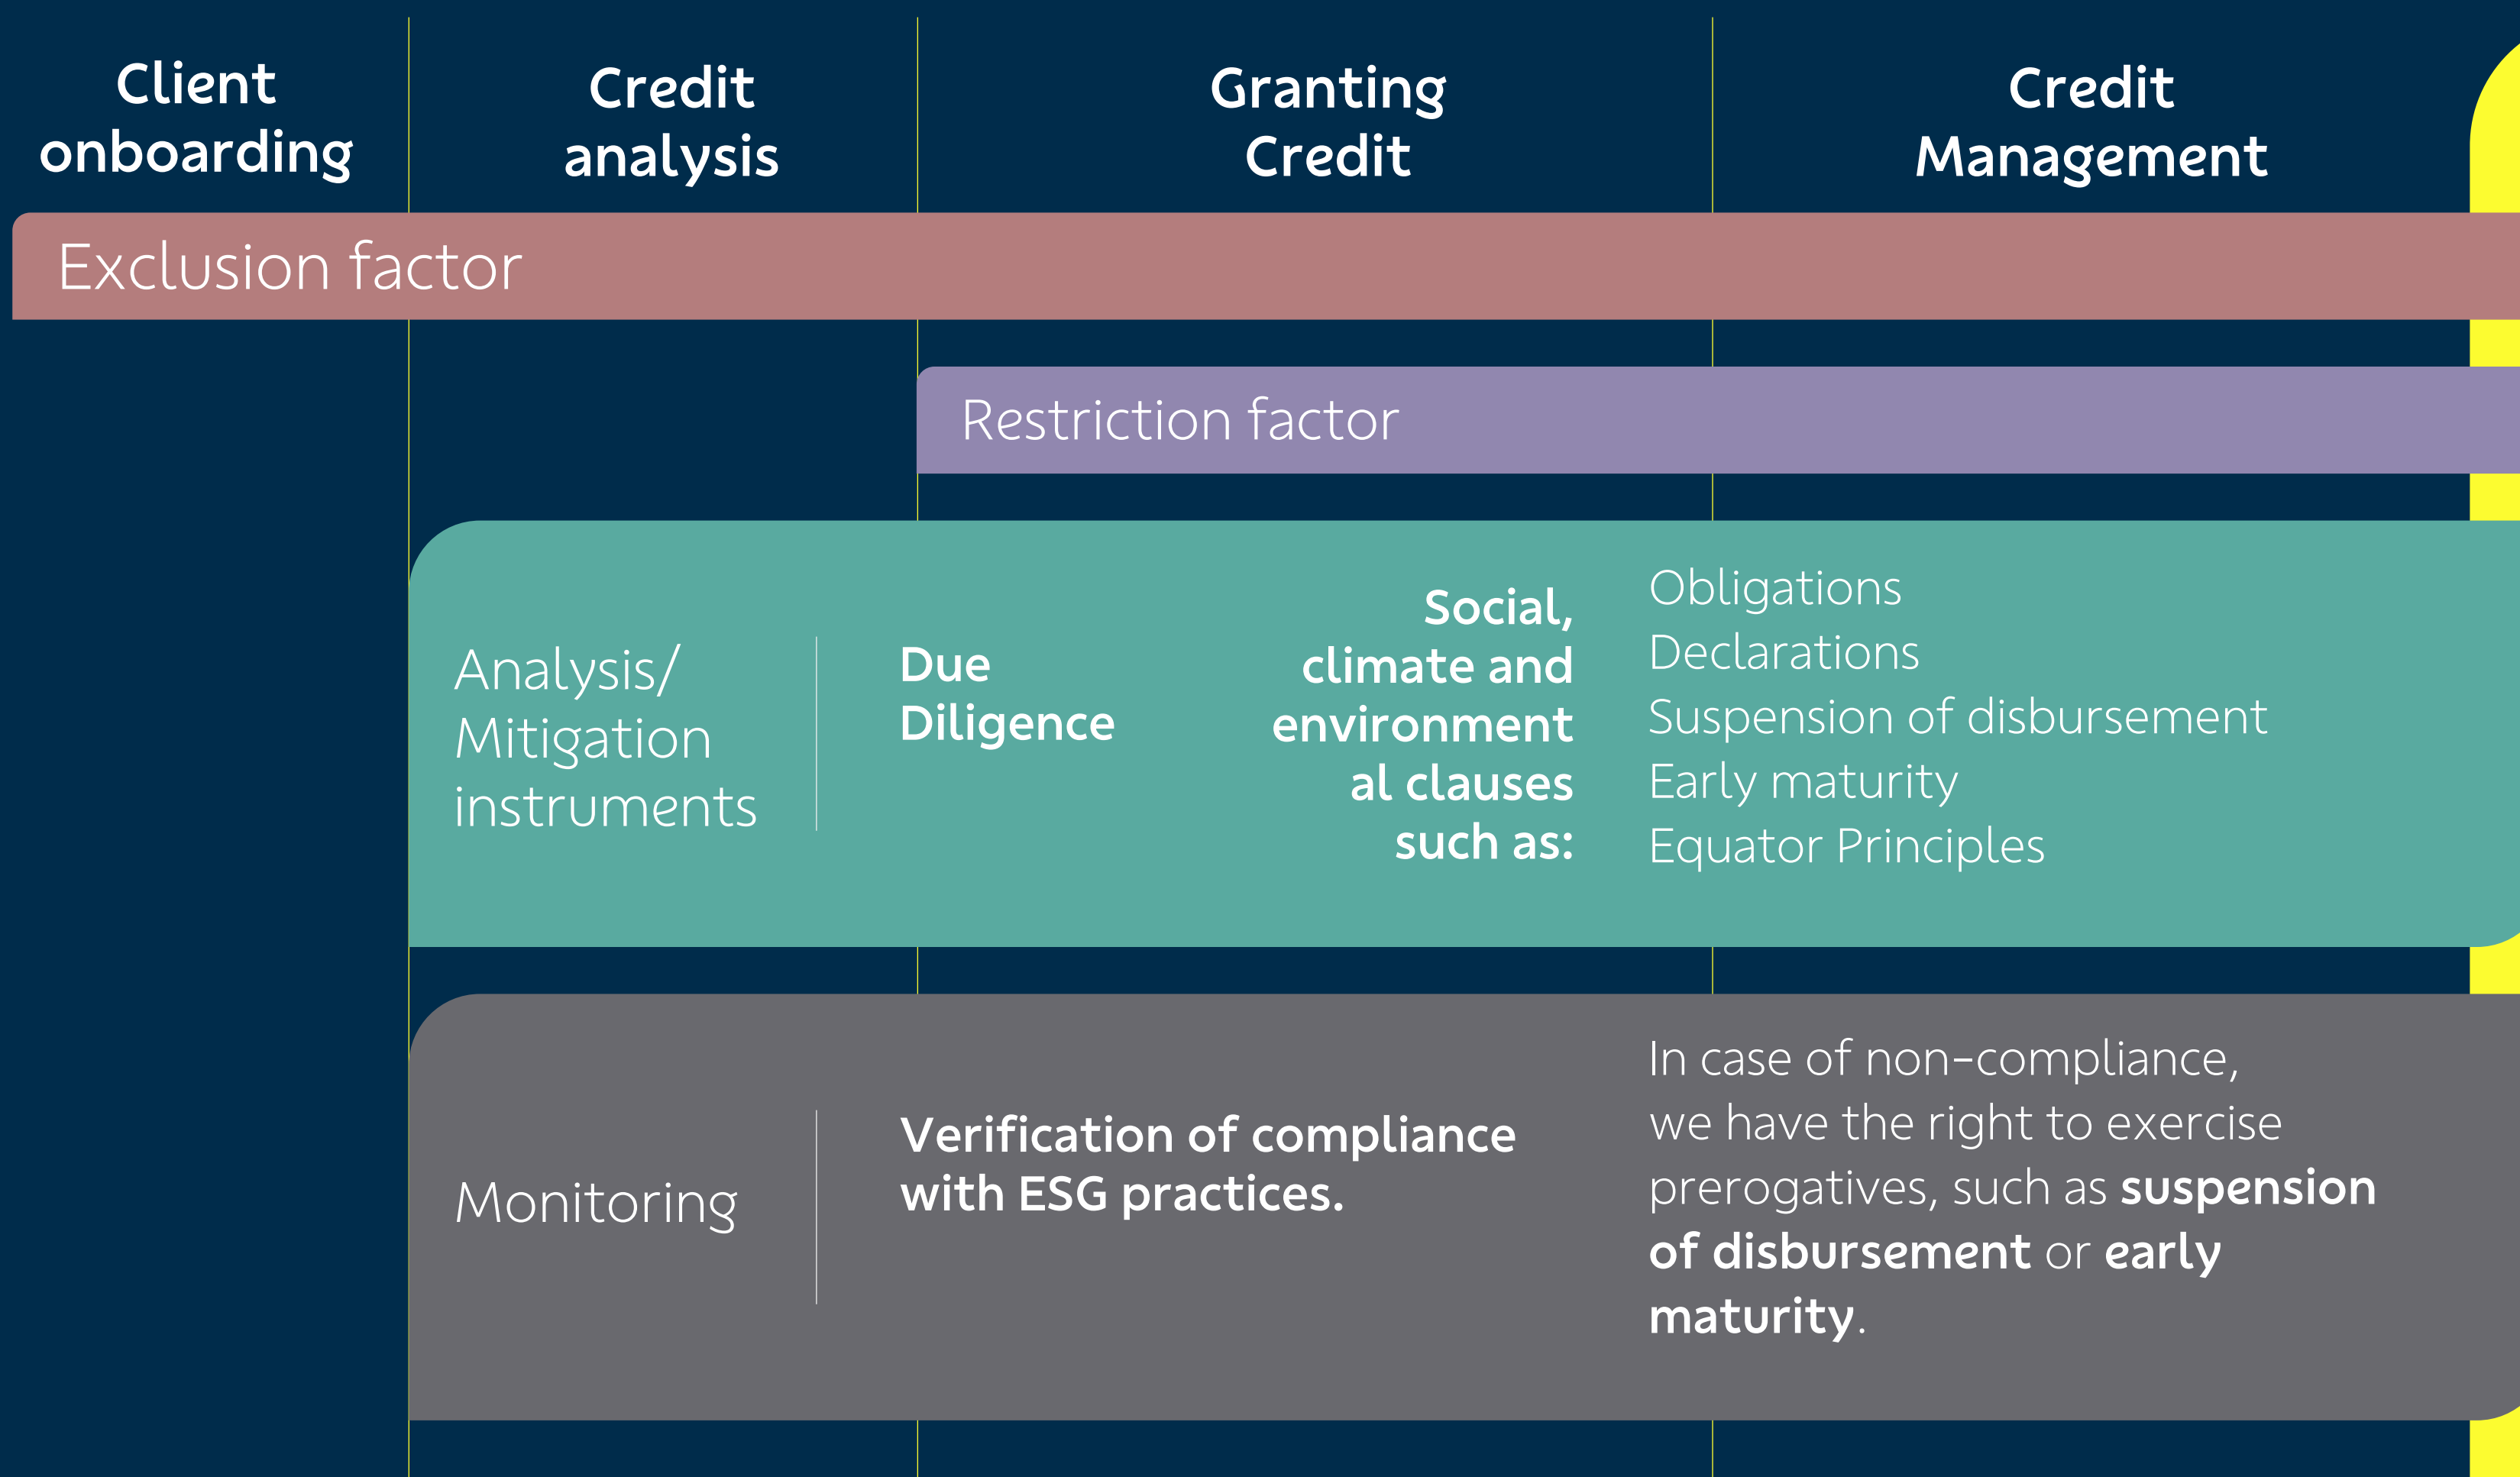 Client
onboarding
Credit
analysis
Granting
Credit
Credit
Management
Exclusion factor
Restriction factor
Analysis/
Mitigation
instruments
Due
Diligence
Social,
climate and
environment
al clauses
such as:
Obligations
Declarations
Suspension of disbursement
Early maturity
Equator Principles
Monitoring
Verification of compliance
with ESG practices.
In case of non-compliance,
we have the right to exercise
prerogatives, such as suspension
of disbursement or early
maturity.